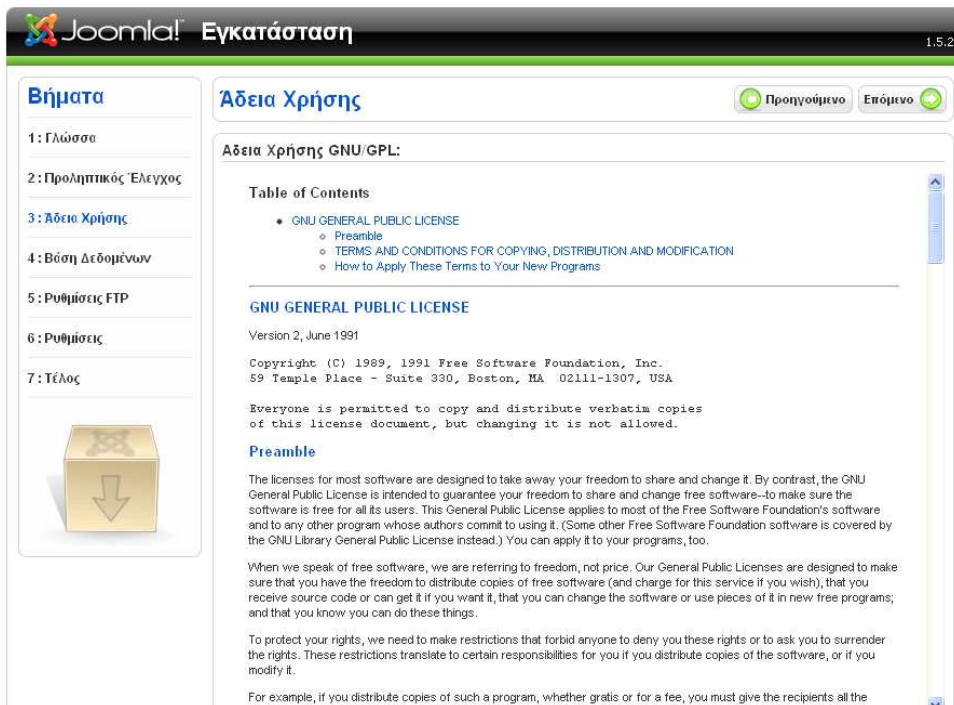 Joomla! Εγκατάσταση
1.5.2
Βήματα
1 : Γλώσσα
2 : Προληπτικός Έλεγχος
3 : Άδεια Χρήσης
4 : Βάση Δεδομένων
5 : Ρυθμίσεις FTP
6 : Ρυθμίσεις
7 : Τέλος
Άδεια Χρήσης
Προηγούμενο
Επόμενο
Αδεια Χρήσης GNU/GPL:
Table of Contents
GNU GENERAL PUBLIC LICENSE
Preamble
TERMS AND CONDITIONS FOR COPYING, DISTRIBUTION AND MODIFICATION
How to Apply These Terms to Your New Programs
GNU GENERAL PUBLIC LICENSE
Version 2, June 1991
Copyright (C) 1989, 1991 Free Software Foundation, Inc.
59 Temple Place - Suite 330, Boston, MA 02111-1307, USA
Everyone is permitted to copy and distribute verbatim copies
of this license document, but changing it is not allowed.
Preamble
The licenses for most software are designed to take away your freedom to share and change it. By contrast, the GNU
General Public License is intended to guarantee your freedom to share and change free software--to make sure the
software is free for all its users. This General Public License applies to most of the Free Software Foundation's software
and to any other program whose authors commit to using it. (Some other Free Software Foundation software is covered by
the GNU Library General Public License instead.) You can apply it to your programs, too.
When we speak of free software, we are referring to freedom, not price. Our General Public Licenses are designed to make
sure that you have the freedom to distribute copies of free software (and charge for this service if you wish), that you
receive source code or can get it if you want it, that you can change the software or use pieces of it in new free programs;
and that you know you can do these things.
To protect your rights, we need to make restrictions that forbid anyone to deny you these rights or to ask you to surrender
the rights. These restrictions translate to certain responsibilities for you if you distribute copies of the software, or if you
modify it.
For example, if you distribute copies of such a program, whether gratis or for a fee, you must give the recipients all the